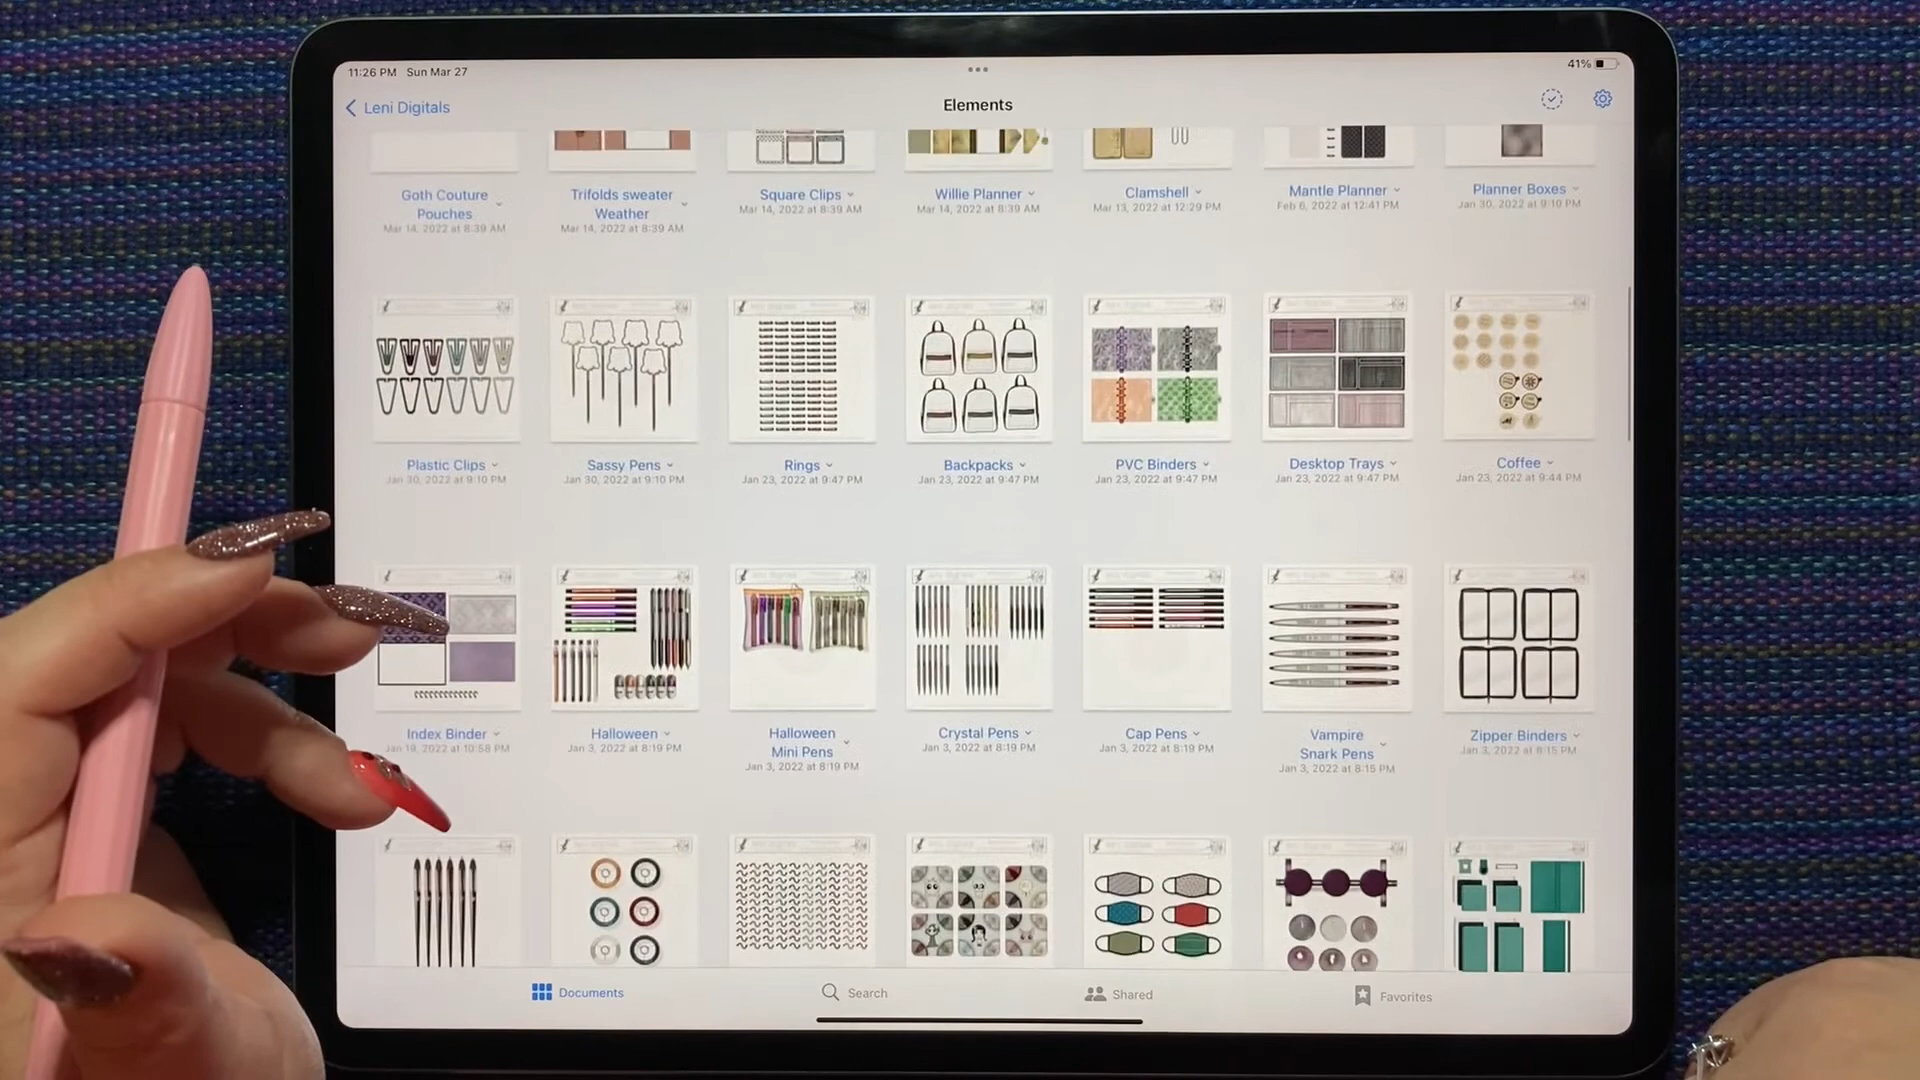 11:26 PM Sun Mar 27
41%
Leni Digitals
Elements
Goth Couture
Pouches
Mar 14, 2022 at 8:39 AM
Trifolds sweater
Weather
Mar 14, 2022 at 8:39 AM
Square Clips
Mar 14, 2022 at 8:39 AM
Willie Planner
Mar 14, 2022 at 8:39 AM
Clamshell
Mar 13, 2022 at 12:29 PM
Mantle Planner
Feb 6, 2022 at 12:41 PM
Planner Boxes
Jan 30, 2022 at 9:10 PM
Plastic Clips
Jan 30, 2022 at 9:10 PM
Sassy Pens
Jan 30, 2022 at 9:10 PM
Rings
Jan 23, 2022 at 9:47 PM
Backpacks
Jan 23, 2022 at 9:47 PM
PVC Binders
Jan 23, 2022 at 9:47 PM
Desktop Trays
Jan 23, 2022 at 9:47 PM
Coffee
Jan 23, 2022 at 9:44 PM
Index Binder
Jan 19, 2022 at 10:58 PM
Halloween
Jan 3, 2022 at 8:19 PM
Halloween
Mini Pens
Jan 3, 2022 at 8:19 PM
Crystal Pens
Jan 3, 2022 at 8:19 PM
Cap Pens
Jan 3, 2022 at 8:19 PM
Vampire
Snark Pens
Jan 3, 2022 at 8:15 PM
Zipper Binders
Jan 3, 2022 at 8:15 PM
Documents
Search
Shared
Favorites